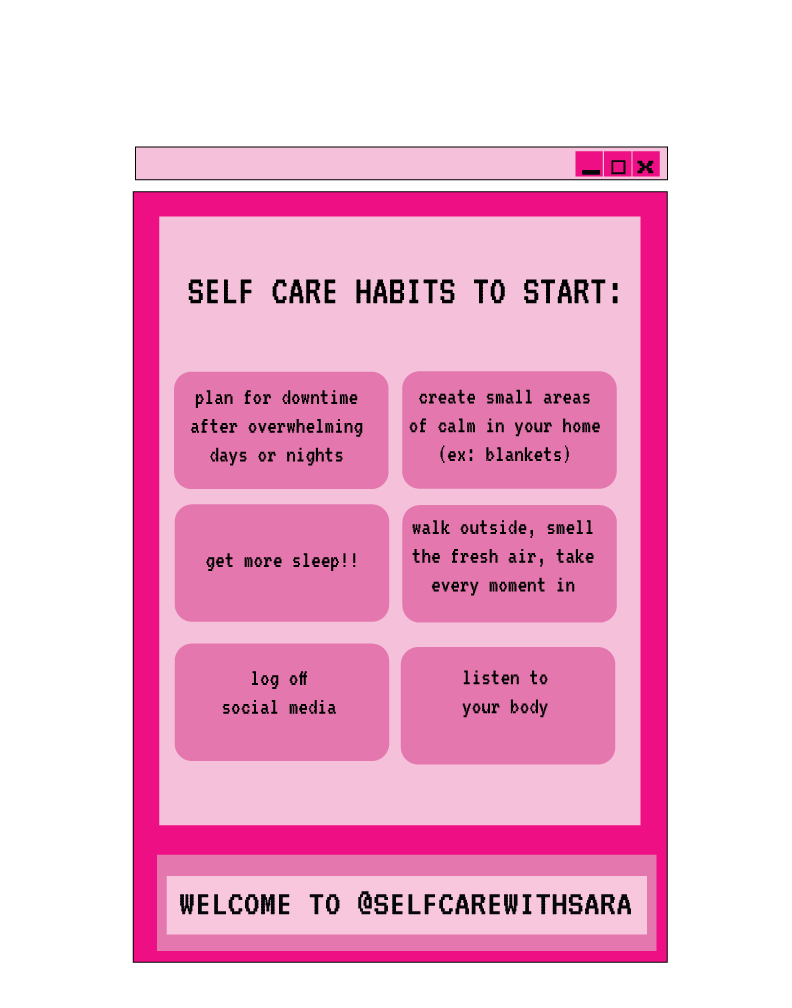 SELF CARE HABITS TO START:
plan for downtime
after overwhelming
days or nights
create small areas
of calm in your home
(ex: blankets)
get more sleep!!
walk outside, smell
the fresh air, take
every moment in
log off
social media
listen to
your body
WELCOME TO @SELFCAREWITHSARA